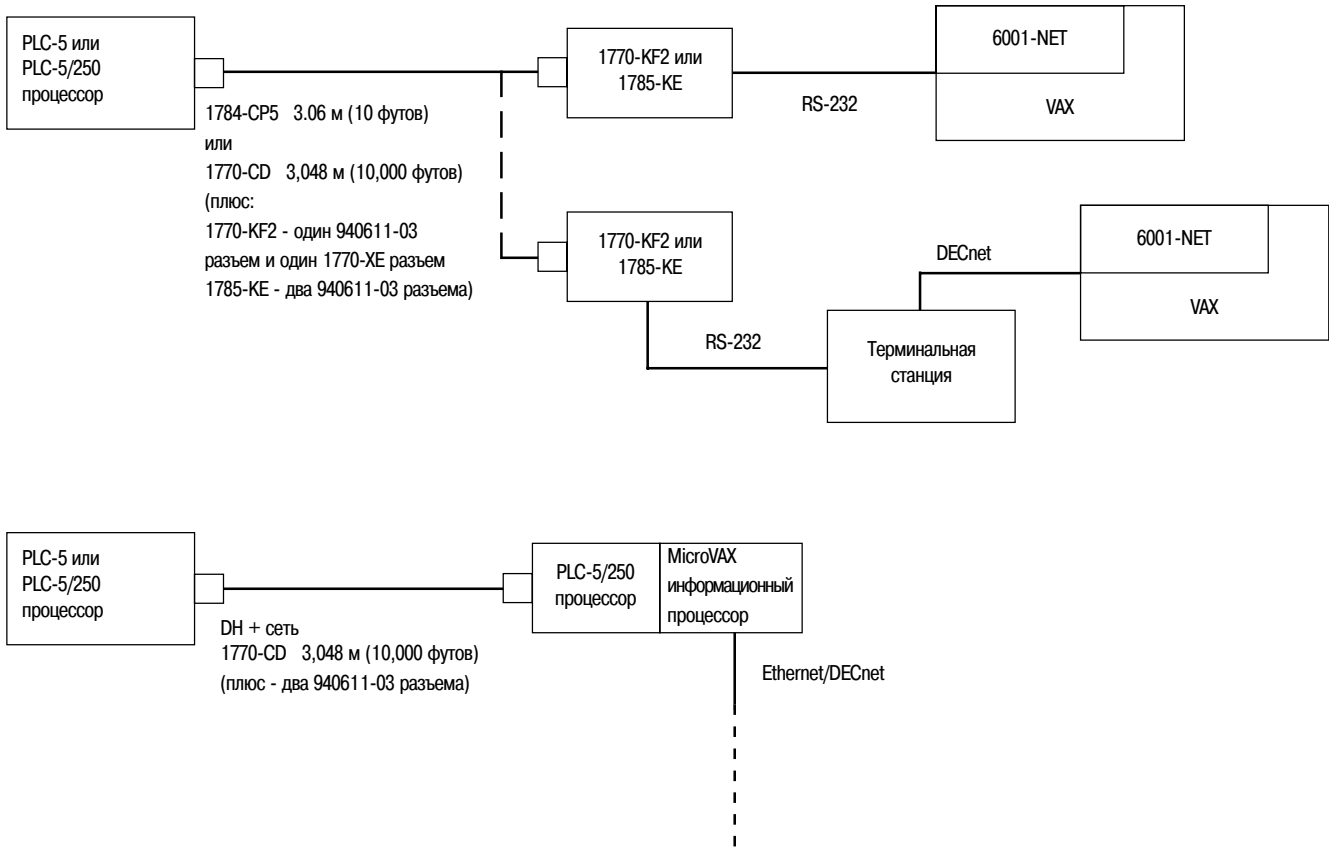 PLC-5 или
PLC-5/250
процессор
1784-CP5 3.06 м (10 футов)
или
1770-CD 3,048 м (10,000 футов)
(плюс:
1770-KF2 - один 940611-03
разъем и один 1770-XE разъем
1785-KE - два 940611-03 разъема)
1770-KF2 или
1785-KE
RS-232
6001-NET
VAX
1770-KF2 или
1785-KE
RS-232
Терминальная
станция
DECnet
6001-NET
VAX
PLC-5 или
PLC-5/250
процессор
DH + сеть
1770-CD 3,048 м (10,000 футов)
(плюс - два 940611-03 разъема)
PLC-5/250
процессор
MicroVAX
информационный
процессор
Ethernet/DECnet